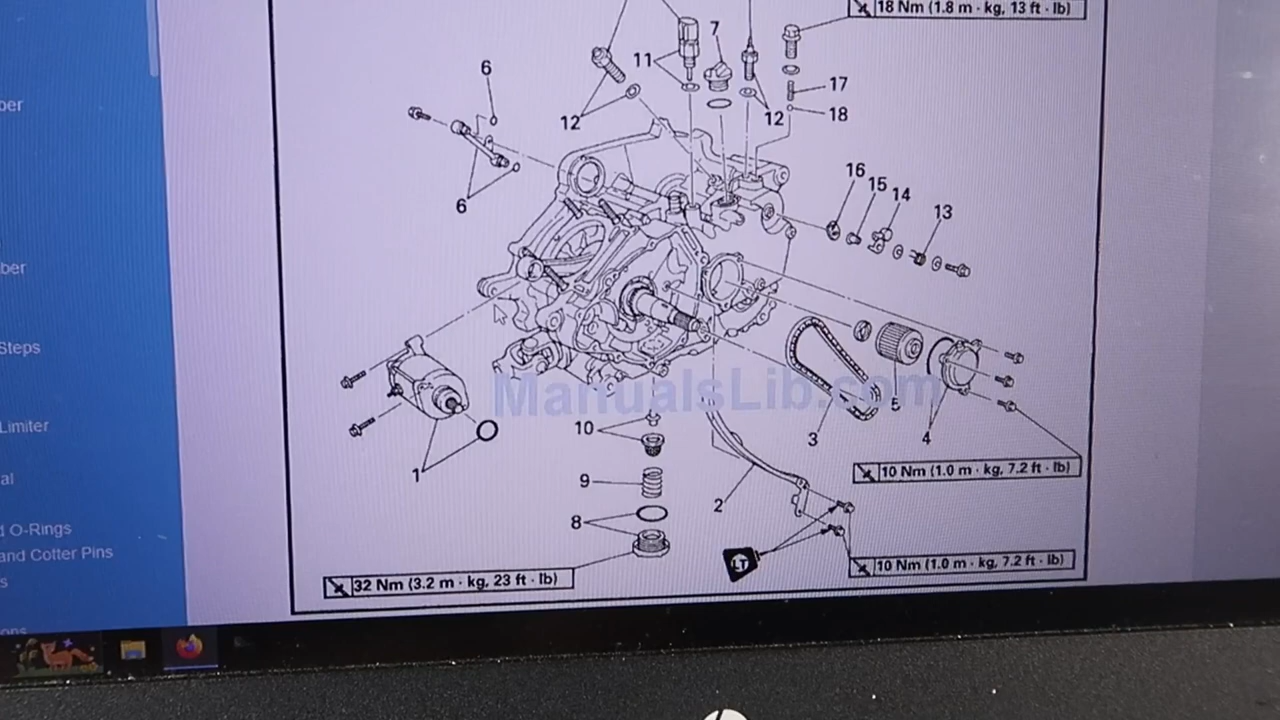 18 Nm (1.8 m · kg, 13 ft · lb)
7
11
6
17
12
12
18
16
15
14
13
6
ber
ber
Steps
Limiter
al
d O-Rings
and Cotter Pins
s
ons
ManualsLib.com
5
3
4
10
1
9
2
8
10 Nm (1.0 m · kg, 7.2 ft · lb)
LT
10 Nm (1.0 m · kg, 7.2 ft · lb)
32 Nm (3.2 m · kg, 23 ft · lb)